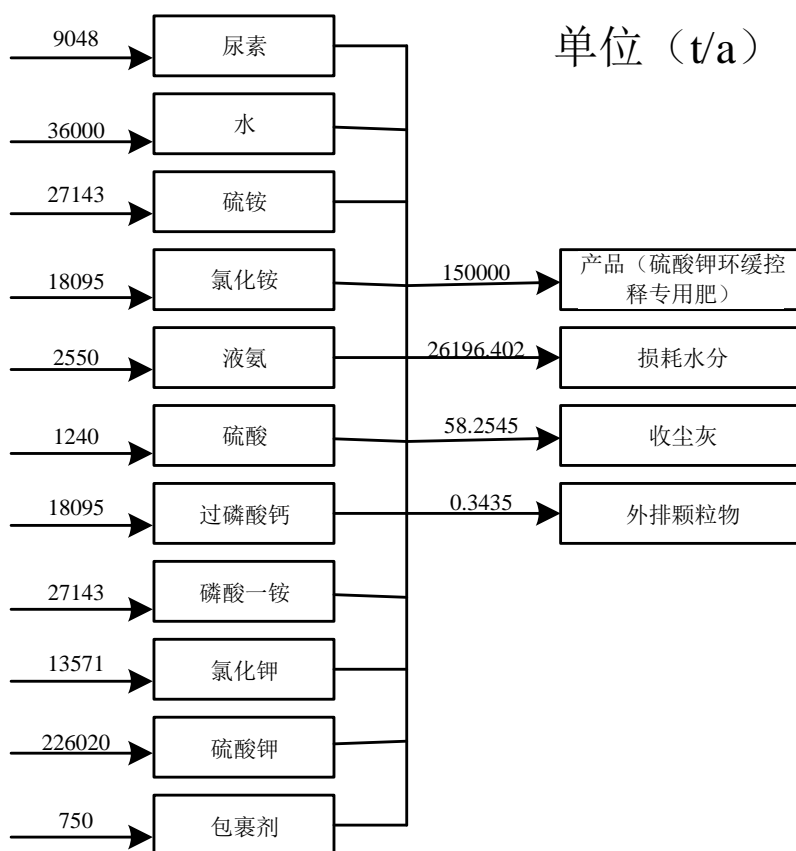 单位（t/a）
9048
尿素
36000
水
27143
硫铵
18095
氯化铵
150000
产品（硫酸钾环缓控
释专用肥）
2550
液氨
26196.402
损耗水分
1240
硫酸
58.2545
收尘灰
18095
过磷酸钙
0.3435
外排颗粒物
27143
磷酸一铵
13571
氯化钾
226020
硫酸钾
750
包裹剂